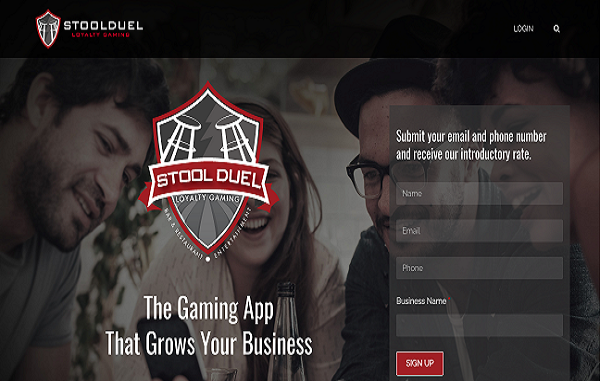 STOOLDUEL
LOYALTY GAMING
LOGIN
STOOL DUEL
LOYALTY GAMING
BAR & RESTAURANT • ENTERTAINMENT
The Gaming App
That Grows Your Business
Submit your email and phone number
and receive our introductory rate.
Name
Email
Phone
Business Name *
SIGN UP